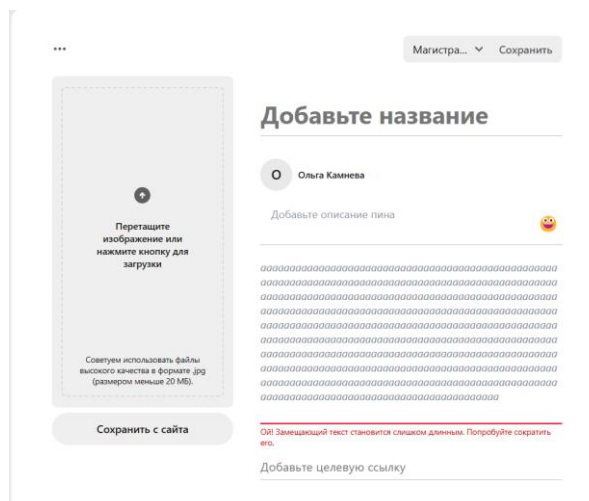 ...
Магистра... Сохранить
Добавьте название
О Ольга Камнева
Добавьте описание пина
Перетащите
изображение или
нажмите кнопку для
загрузки
Советуем использовать файлы
высокого качества в формате .jpg
(размером меньше 20 МБ).
Сохранить с сайта
Ой! Замещающий текст становится слишком длинным. Попробуйте сократить
его.
Добавьте целевую ссылку